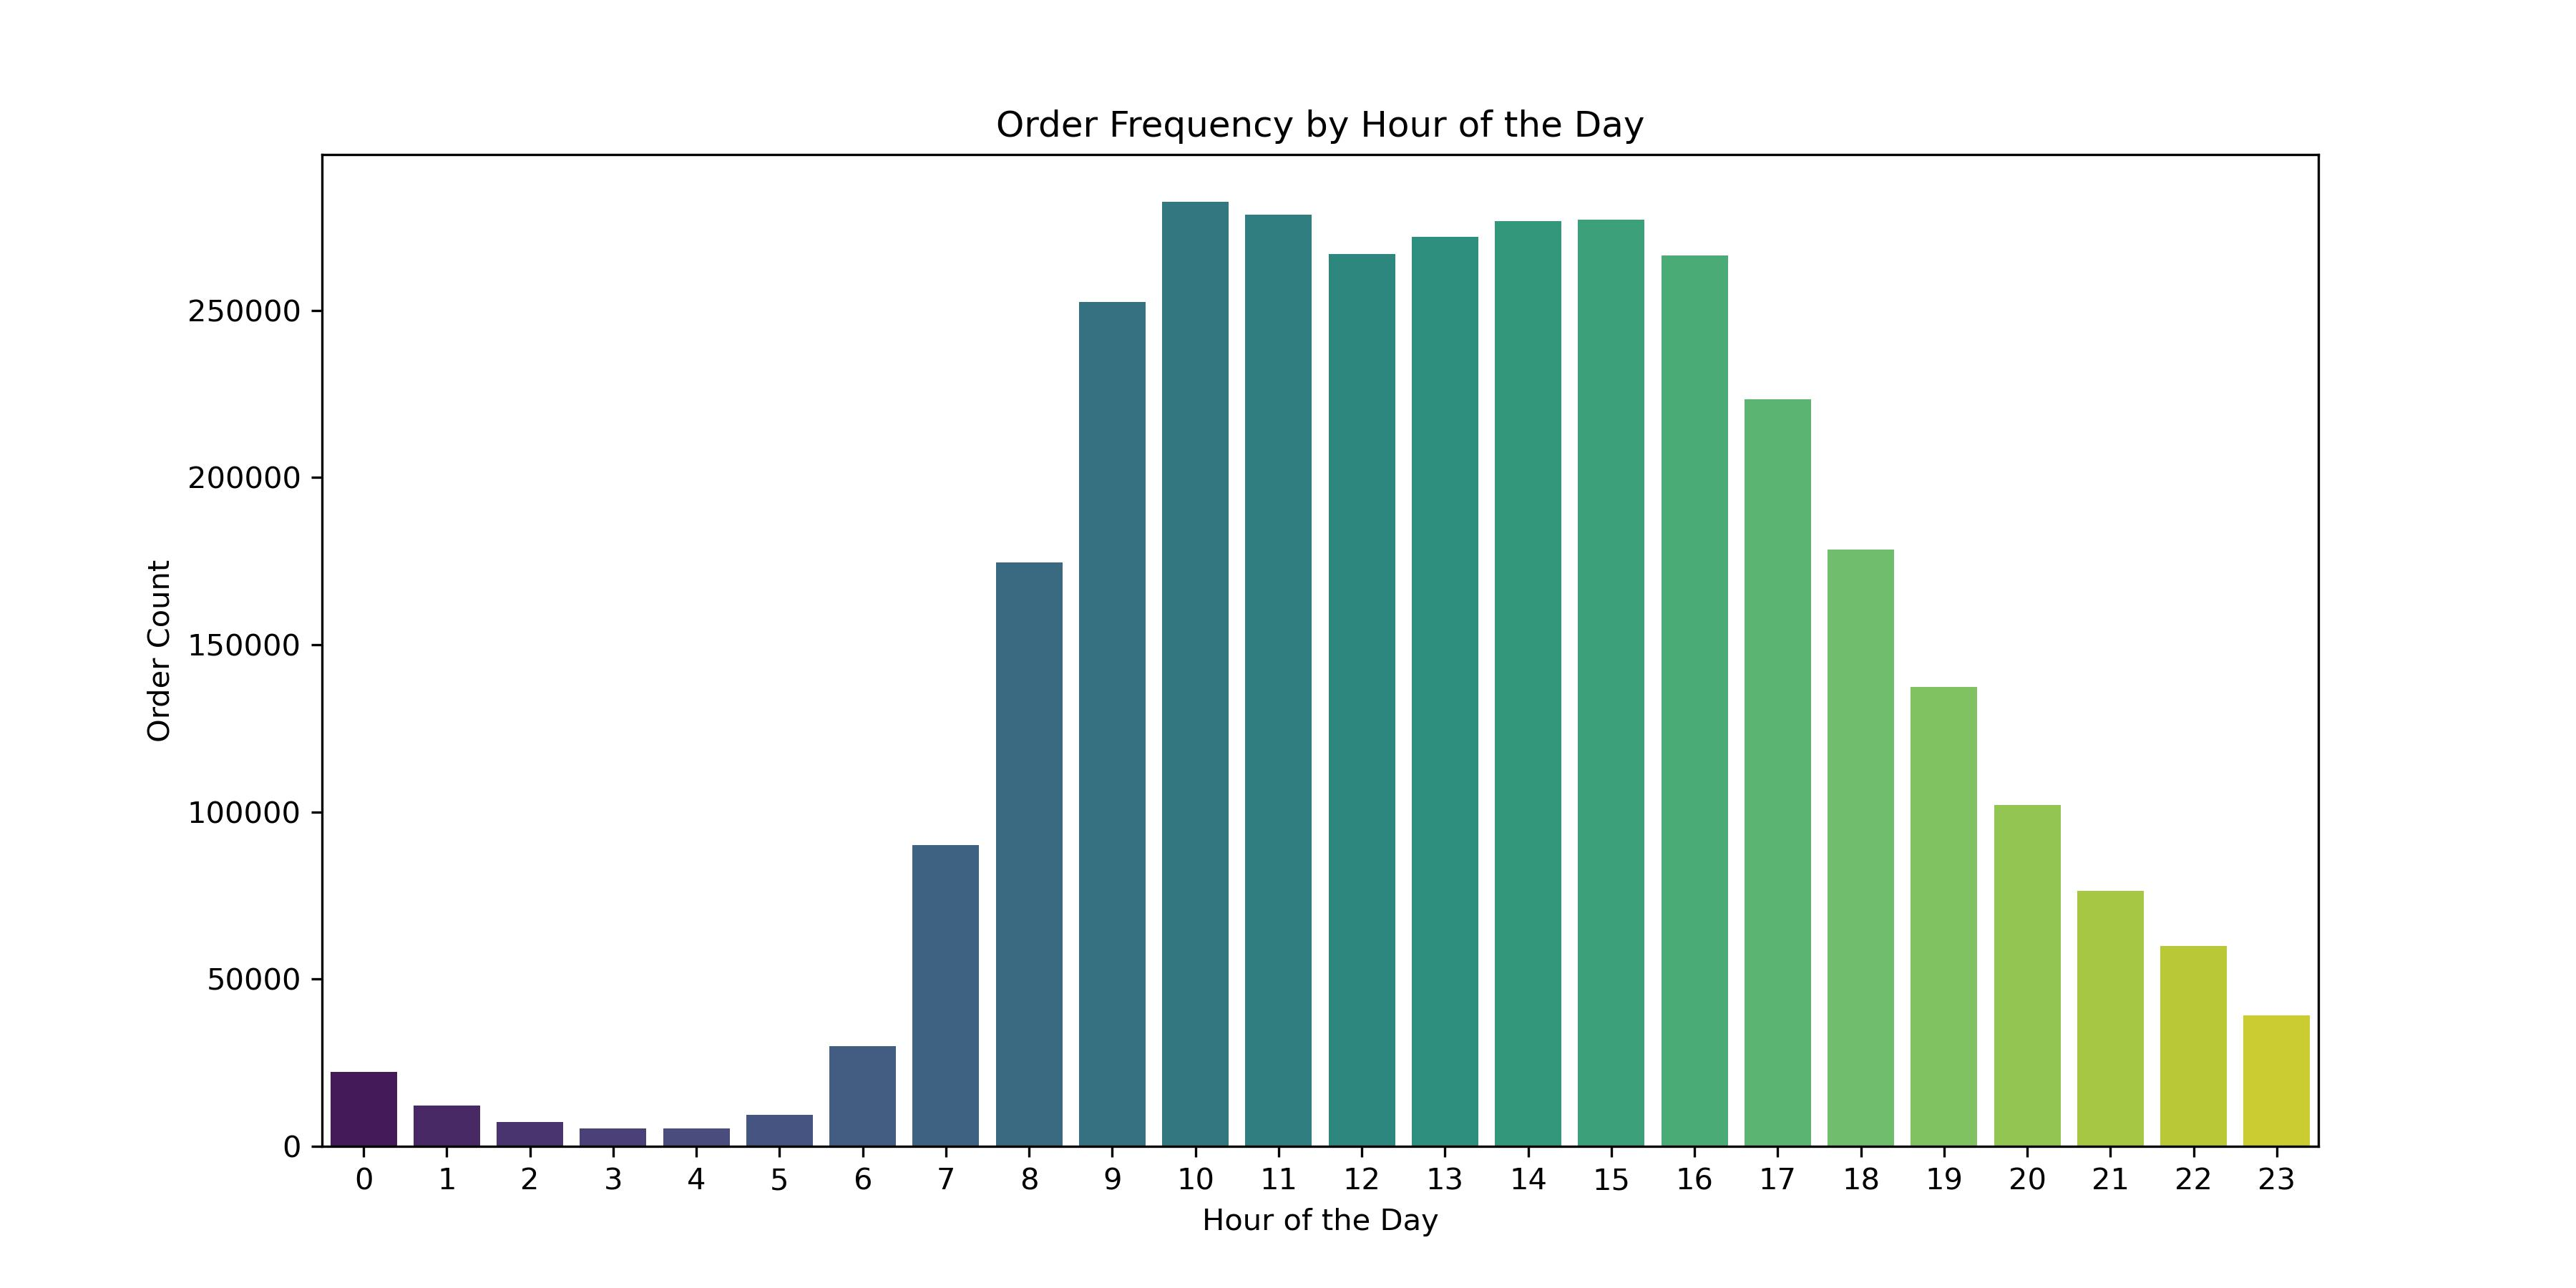 Order Frequency by Hour of the Day
Order Count
250000
200000
150000
100000
50000
0
0 1 2 3 4 5 6 7 8 9 10 11 12 13 14 15 16 17 18 19 20 21 22 23
Hour of the Day